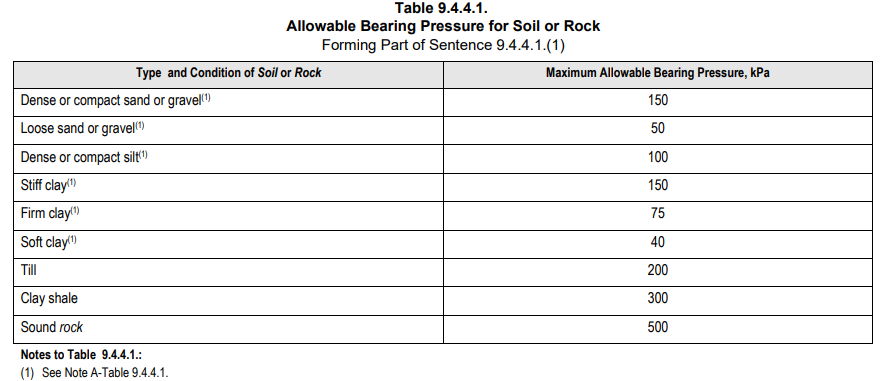 Table 9.4.4.1.
Allowable Bearing Pressure for Soil or Rock
Forming Part of Sentence 9.4.4.1.(1)
Type and Condition of Soil or Rock Maximum Allowable Bearing Pressure, kPa
Dense or compact sand or gravel(1) 150
Loose sand or gravel(1) 50
Dense or compact silt(1) 100
Stiff clay(1) 150
Firm clay(1) 75
Soft clay(1) 40
Till 200
Clay shale 300
Sound rock 500
Notes to Table 9.4.4.1.:
(1) See Note A-Table 9.4.4.1.